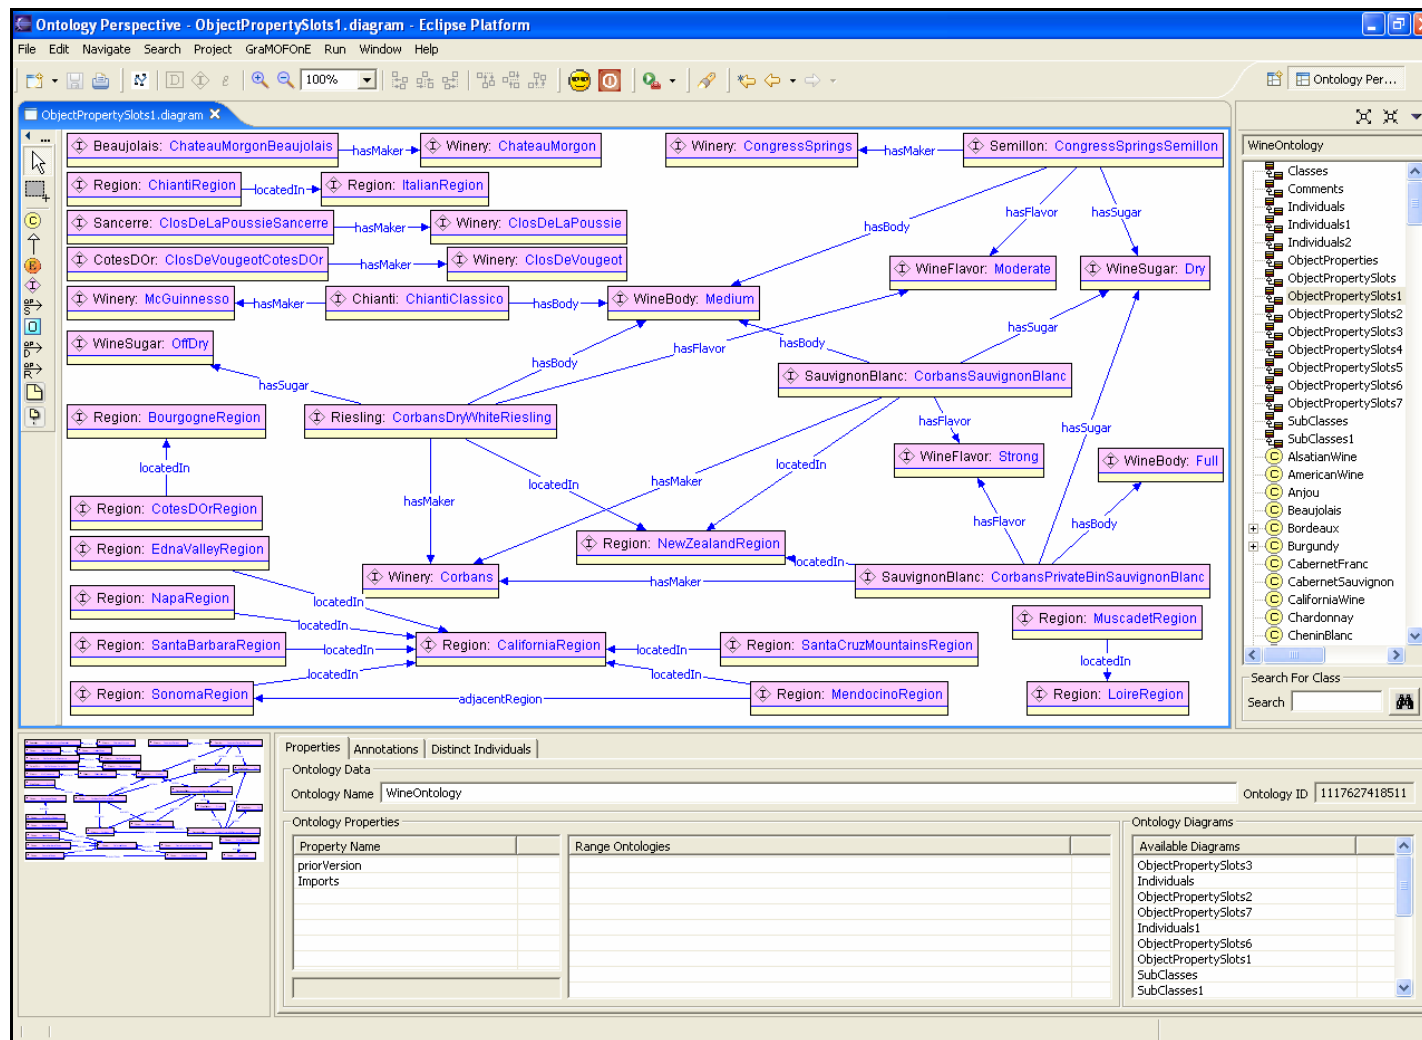 Ontology Perspective - ObjectPropertySlots1.diagram - Eclipse Platform
File Edit Navigate Search Project GraMOFOnE Run Window Help
100%
Ontology Per...
ObjectPropertySlots1.diagram
Beaujolais: ChateauMorgonBeaujolais
hasMaker
Winery: ChateauMorgon
Winery: CongressSprings
hasMaker
Semillon: CongressSpringsSemillon
Region: ChiantiRegion
locatedIn
Region: ItalianRegion
Sancerre: ClosDeLaPoussieSancerre
hasMaker
Winery: ClosDeLaPoussie
hasBody
hasFlavor
hasSugar
CotesDOr: ClosDeVougeotCotesDOr
hasMaker
Winery: ClosDeVougeot
WineFlavor: Moderate
WineSugar: Dry
Winery: McGuinnesso
hasMaker
Chianti: ChiantiClassico
hasBody
WineBody: Medium
WineSugar: OffDry
hasSugar
hasBody
hasFlavor
hasBody
hasSugar
SauvignonBlanc: CorbansSauvignonBlanc
Region: BourgogneRegion
Riesling: CorbansDryWhiteRiesling
hasFlavor
hasSugar
locatedIn
hasMaker
locatedIn
hasMaker
locatedIn
WineFlavor: Strong
WineBody: Full
Region: CotesDOrRegion
hasFlavor
hasBody
Region: EdnaValleyRegion
Region: NewZealandRegion
locatedIn
Winery: Corbans
hasMaker
SauvignonBlanc: CorbansPrivateBinSauvignonBlanc
Region: NapaRegion
locatedIn
locatedIn
Region: MuscadetRegion
Region: SantaBarbaraRegion
locatedIn
Region: CaliforniaRegion
locatedIn
Region: SantaCruzMountainsRegion
locatedIn
locatedIn
locatedIn
Region: SonomaRegion
adjacentRegion
Region: MendocinoRegion
Region: LoireRegion
WineOntology
Classes
Comments
Individuals
Individuals1
Individuals2
ObjectProperties
ObjectPropertySlots
ObjectPropertySlots1
ObjectPropertySlots2
ObjectPropertySlots3
ObjectPropertySlots4
ObjectPropertySlots5
ObjectPropertySlots6
ObjectPropertySlots7
SubClasses
SubClasses1
AlsatianWine
AmericanWine
Anjou
Beaujolais
Bordeaux
Burgundy
CabernetFranc
CabernetSauvignon
CaliforniaWine
Chardonnay
CheninBlanc
Search For Class
Search
Properties Annotations Distinct Individuals
Ontology Data
Ontology Name WineOntology
Ontology ID 1117627418511
Ontology Properties
Property Name
priorVersion
Imports
Range Ontologies
Ontology Diagrams
Available Diagrams
ObjectPropertySlots3
Individuals
ObjectPropertySlots2
ObjectPropertySlots7
Individuals1
ObjectPropertySlots6
ObjectPropertySlots1
SubClasses
SubClasses1